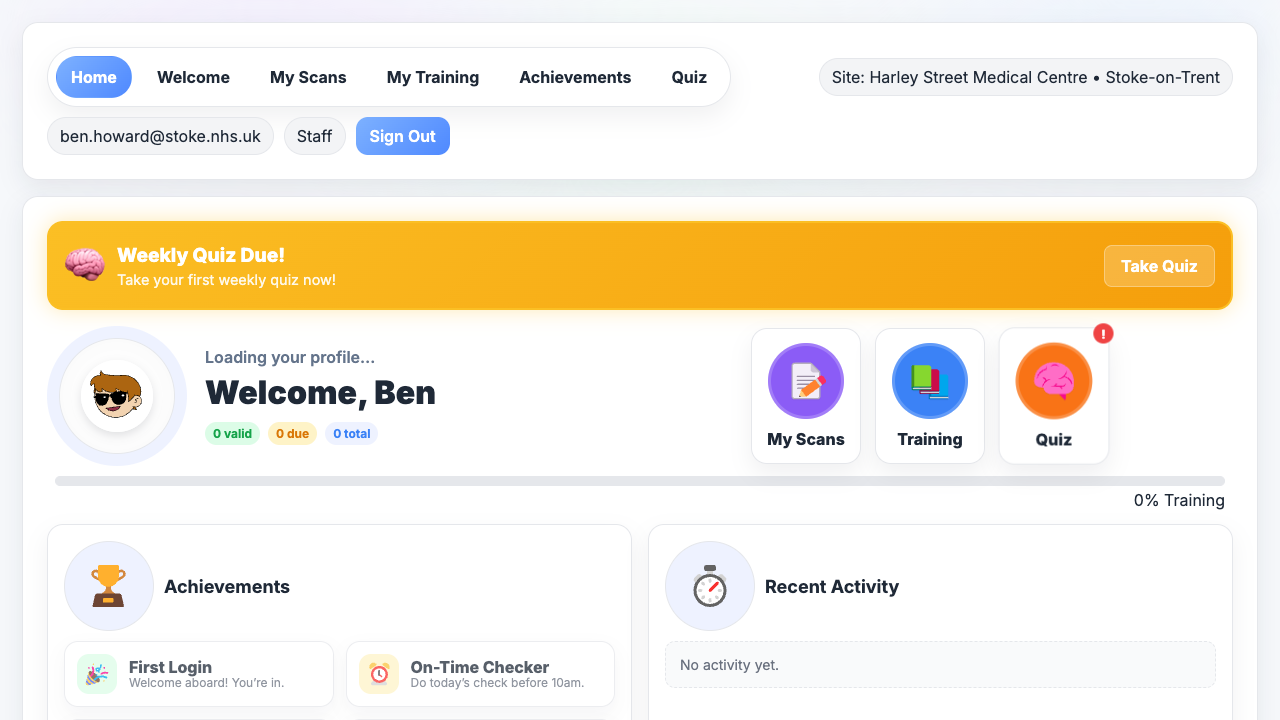 Home
Welcome
My Scans
My Training
Achievements
Quiz
Site: Harley Street Medical Centre • Stoke-on-Trent
ben.howard@stoke.nhs.uk
Staff
Sign Out
Weekly Quiz Due!
Take your first weekly quiz now!
Take Quiz
Loading your profile...
Welcome, Ben
0 valid
0 due
0 total
My Scans
Training
!
Quiz
0% Training
Achievements
First Login
Welcome aboard! You’re in.
On-Time Checker
Do today’s check before 10am.
Recent Activity
No activity yet.